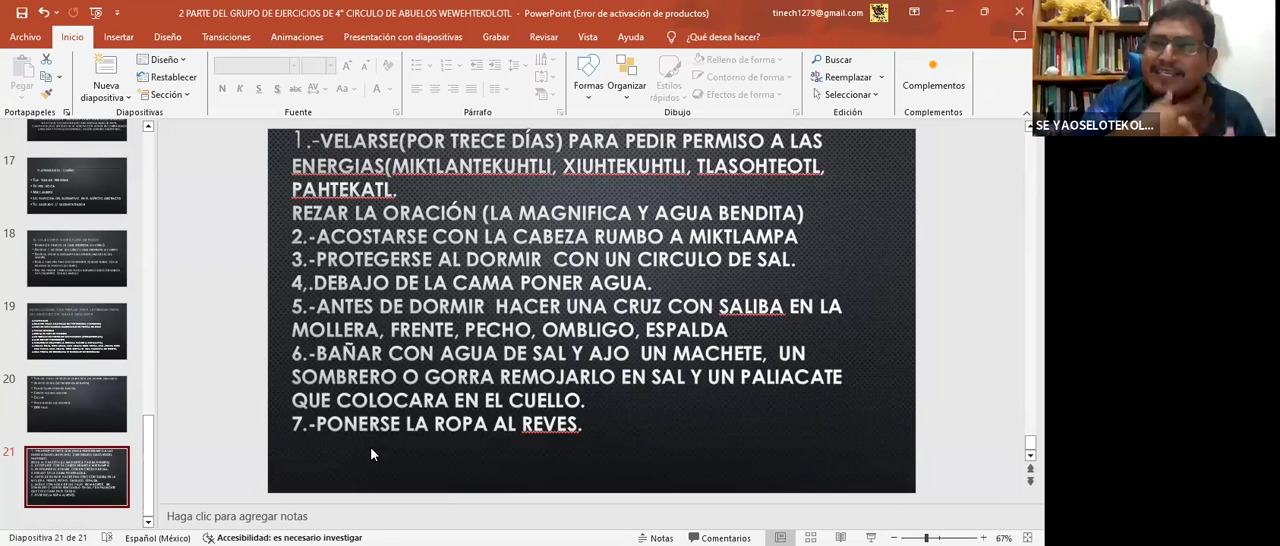 2 PARTE DEL GRUPO DE EJERCICIOS DE 4° CIRCULO DE ABUELOS WEWEHTEKOLOTL - PowerPoint (Error de activación de productos)
tinech1279@gmail.com
Archivo Inicio Insertar Diseño Transiciones Animaciones Presentación con diapositivas Grabar Revisar Vista Ayuda ¿Qué desea hacer?
Pegar
Nueva diapositiva
Diseño
Restablecer
Sección
N K S abc AV Aa A
Formas
Organizar
Estilos rápidos
Relleno de forma
Contorno de forma
Efectos de forma
Buscar
Reemplazar
Seleccionar
Complementos
Portapapeles Diapositivas Fuente Párrafo Dibujo Edición Complementos
SE YAOSELOTEKOL...
17
18
19
20
21
1.-VELARSE(POR TRECE DÍAS) PARA PEDIR PERMISO A LAS
ENERGIAS(MIKTLANTEKUHTLI, XIUHTEKUHTLI, TLASOHTEOTL,
PAHTEKATL.
REZAR LA ORACIÓN (LA MAGNIFICA Y AGUA BENDITA)
2.-ACOSTARSE CON LA CABEZA RUMBO A MIKTLAMPA
3.-PROTEGERSE AL DORMIR CON UN CIRCULO DE SAL.
4,.DEBAJO DE LA CAMA PONER AGUA.
5.-ANTES DE DORMIR HACER UNA CRUZ CON SALIBA EN LA
MOLLERA, FRENTE, PECHO, OMBLIGO, ESPALDA
6.-BAÑAR CON AGUA DE SAL Y AJO UN MACHETE, UN
SOMBRERO O GORRA REMOJARLO EN SAL Y UN PALIACATE
QUE COLOCARA EN EL CUELLO.
7.-PONERSE LA ROPA AL REVES.
Haga clic para agregar notas
Diapositiva 21 de 21 Español (México) Accesibilidad: es necesario investigar Notas Comentarios 67%